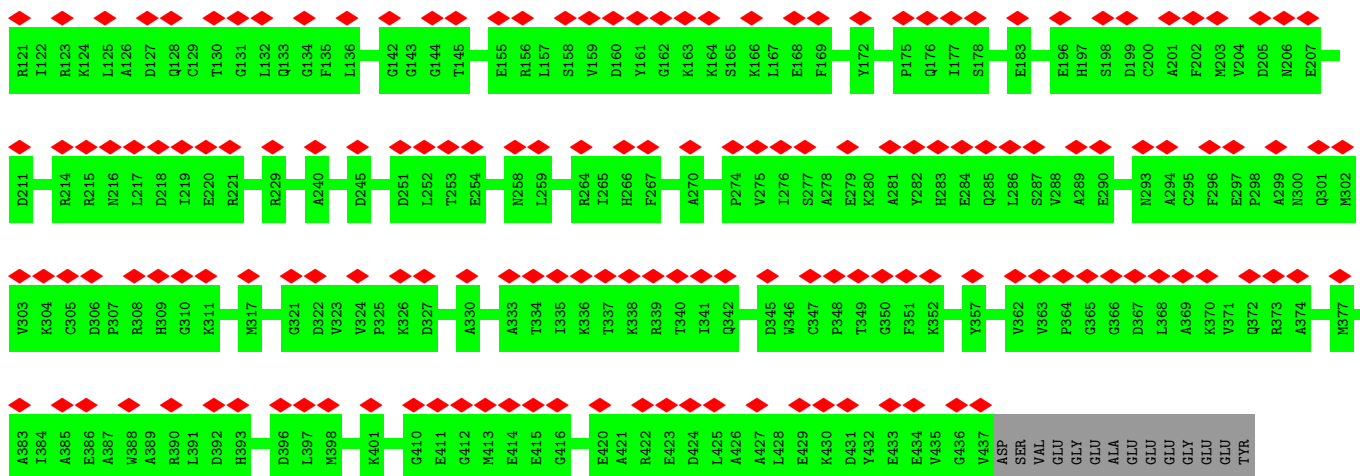 R121 I122 R123 K124 L125 A126 D127 Q128 C129 T130 G131 L132 Q133 G134 F135 L136 G142 G143 G144 T145 E155 R156 L157 S158 V159 D160 Y161 G162 K163 K164 S165 K166 L167 E168 F169 Y172 P175 Q176 I177 S178 E183 E196 H197 S198 D199 C200 A201 F202 M203 V204 D205 N206 E207
D211 R214 R215 N216 L217 D218 I219 E220 R221 R229 A240 D245 D251 L252 T253 E254 N258 L259 R264 I265 H266 F267 A270 P274 V275 I276 S277 A278 E279 K280 A281 Y282 H283 E284 Q285 L286 S287 V288 A289 E290 N293 A294 C295 F296 E297 P298 A299 N300 Q301 M302
V303 K304 C305 D306 P307 R308 H309 G310 K311 M317 G321 D322 V323 V324 P325 K326 D327 A330 A333 T334 I335 K336 T337 K338 R339 T340 I341 Q342 D345 W346 C347 P348 T349 G350 F351 K352 Y357 V362 V363 P364 G365 G366 D367 L368 A369 K370 V371 Q372 R373 A374 M377
A383 I384 A385 E386 A387 W388 A389 R390 L391 D392 H393 D396 L397 M398 K401 G410 E411 G412 M413 E414 E415 G416 E420 A421 R422 E423 D424 L425 A426 A427 L428 E429 K430 D431 Y432 E433 E434 V435 G436 V437 ASP SER VAL GLU GLY GLU ALA GLU GLU GLU GLY GLU GLU TYR